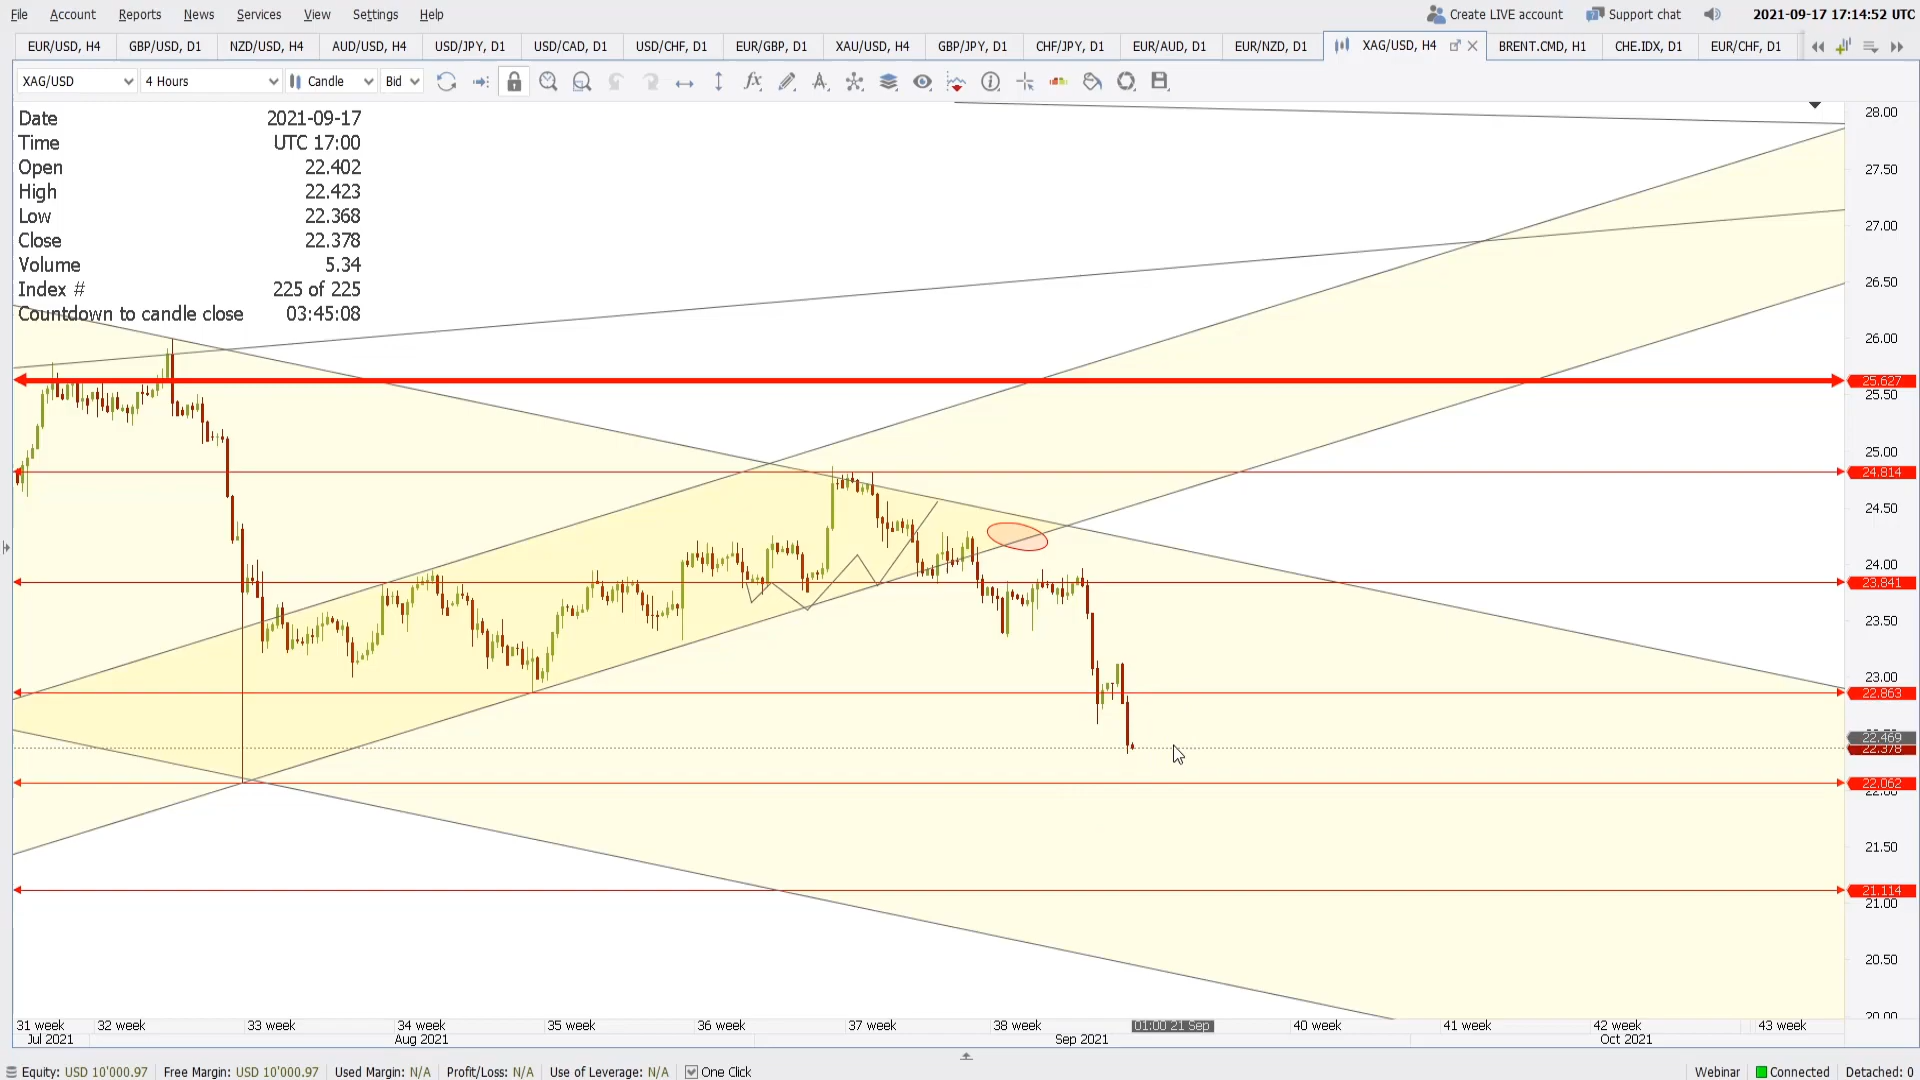 File Account Reports News Services View Settings Help Create LIVE account Support chat 2021-09-17 17:14:52 UTC
EUR/USD, H4 GBP/USD, D1 NZD/USD, H4 AUD/USD, H4 USD/JPY, D1 USD/CAD, D1 USD/CHF, D1 EUR/GBP, D1 XAU/USD, H4 GBP/JPY, D1 CHF/JPY, D1 EUR/AUD, D1 EUR/NZD, D1 XAG/USD, H4 BRENT.CMD, H1 CHE.IDX, D1 EUR/CHF, D1
XAG/USD 4 Hours Candle Bid
Date 2021-09-17
Time UTC 17:00
Open 22.402
High 22.423
Low 22.368
Close 22.378
Volume 5.34
Index # 225 of 225
Countdown to candle close 03:45:08
28.00
27.50
27.00
26.50
26.00
25.627
25.50
25.00
24.814
24.50
24.00
23.841
23.50
23.00
22.863
22.469
22.378
22.062
22.00
21.50
21.114
21.00
20.50
20.00
31 week 32 week 33 week 34 week 35 week 36 week 37 week 38 week 01:00 21 Sep 40 week 41 week 42 week 43 week
Jul 2021 Aug 2021 Sep 2021 Oct 2021
Equity: USD 10'000.97 Free Margin: USD 10'000.97 Used Margin: N/A Profit/Loss: N/A Use of Leverage: N/A One Click Webinar Connected Detached: 0